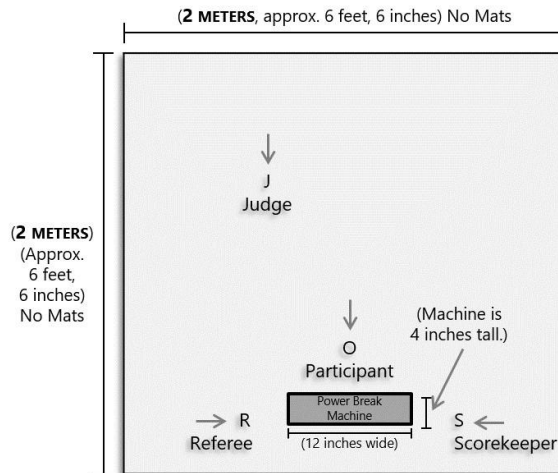 (2 METERS, approx. 6 feet, 6 inches) No Mats
J
Judge
(2 METERS)
(Approx.
6 feet,
6 inches)
No Mats
(Machine is
4 inches tall.)
O
Participant
Power Break
Machine
R
Referee
(12 inches wide)
S
Scorekeeper